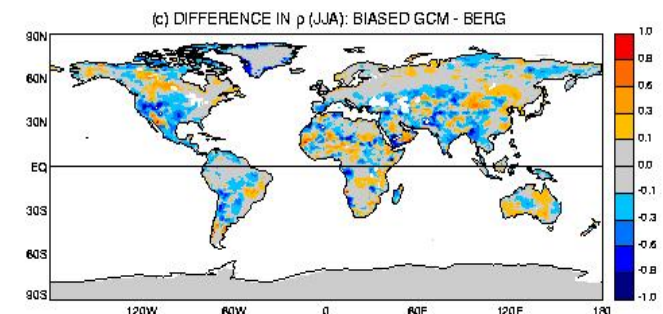 (c) DIFFERENCE IN ρ (JJA): BIASED GCM - BERG
90N
60N
30N
EQ
30S
60S
90S
120W
60W
0
60E
120E
180
1.0
0.8
0.6
0.3
0.1
0.0
-0.1
-0.3
-0.6
-0.8
-1.0